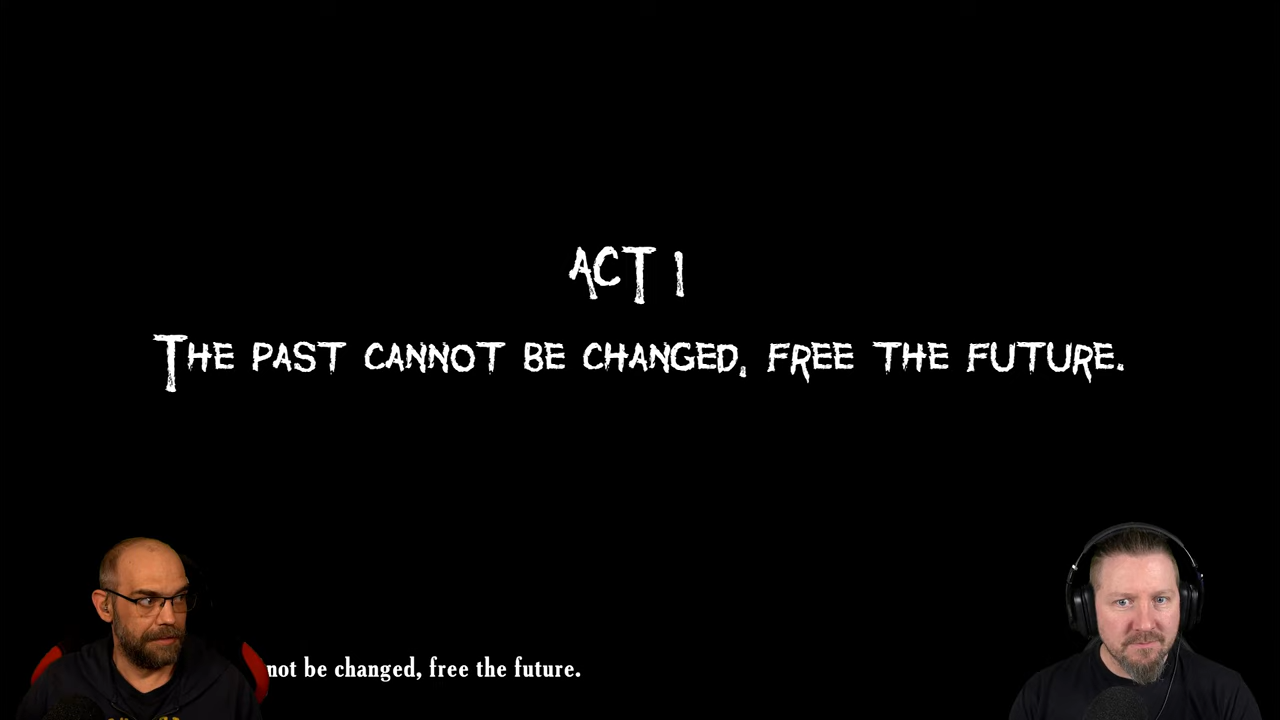 ACT 1
The past cannot be changed, free the future.
not be changed, free the future.